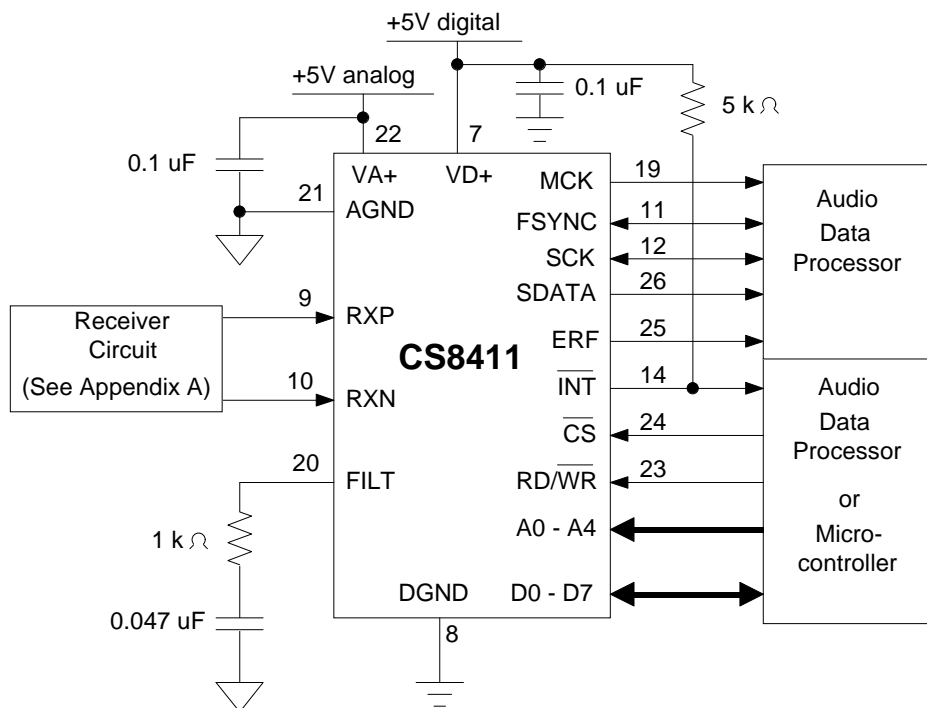 +5V digital
+5V analog
0.1 uF
5 k Ω
22
7
0.1 uF
VA+
VD+
21
AGND
MCK
19
FSYNC
11
SCK
12
SDATA
26
ERF
25
INT
14
CS
24
RD/WR
23
A0 - A4
D0 - D7
Audio
Data
Processor
Audio
Data
Processor
or
Micro-
controller
Receiver
Circuit
(See Appendix A)
9
RXP
10
RXN
CS8411
20
FILT
1 k Ω
0.047 uF
DGND
8